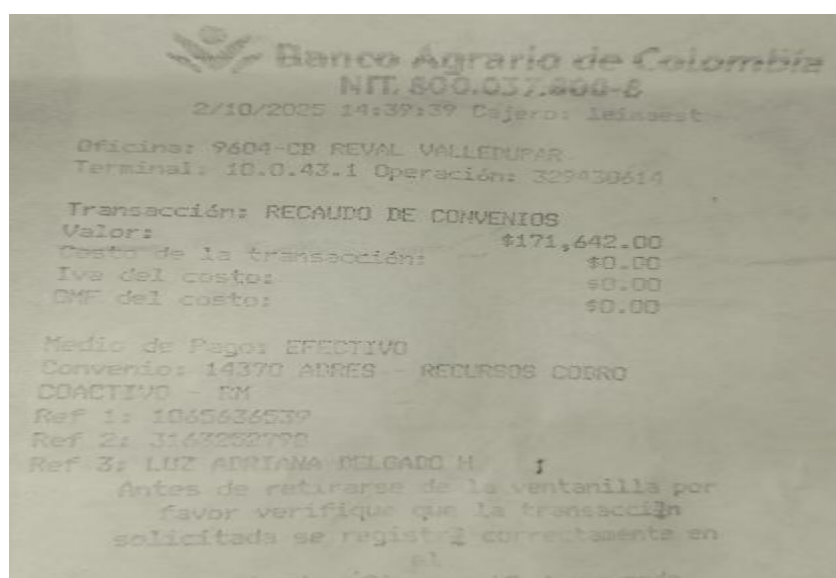 Banco Agrario de Colombia
NIT. 800.037.800-8
2/10/2025 14:39:39 Cajero:
Oficina: 9604-CB REVAL VALLEDUPAR
Terminal: 10.0.43.1 Operación: 329430614
Transacción: RECAUDO DE CONVENIOS
Valor: $171,642.00
Costo de la transacción: $0.00
Iva del costo: $0.00
GMF del costo: $0.00
Medio de Pago: EFECTIVO
Convenio: 14370 ADRES - RECURSOS COBRO
COACTIVO - RM
Ref 1: 1065636539
Ref 2:
Ref 3: LUZ ADRIANA DELGADO H
Antes de retirarse de la ventanilla por
favor verifique que la transacci
solicitada se registr correctamente en
el